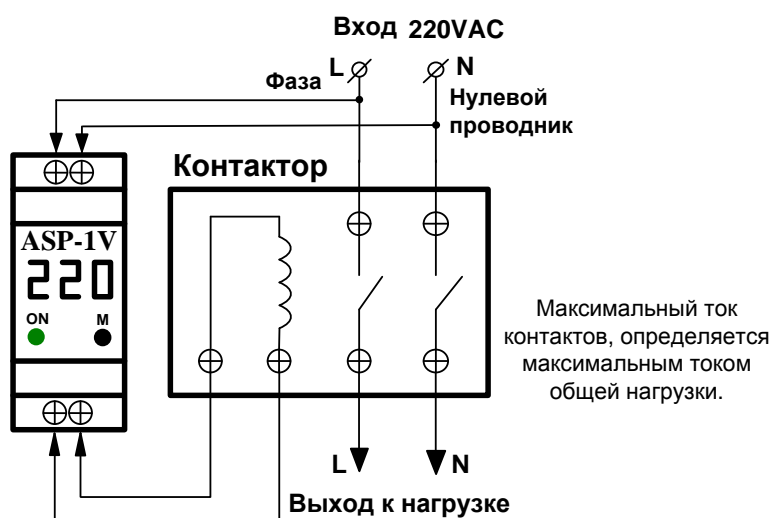 Вход 220VAC
L N
Фаза
Нулевой
проводник
Контактор
ASP-1V
220
ON M
Максимальный ток
контактов, определяется
максимальным током
общей нагрузки.
L N
Выход к нагрузке